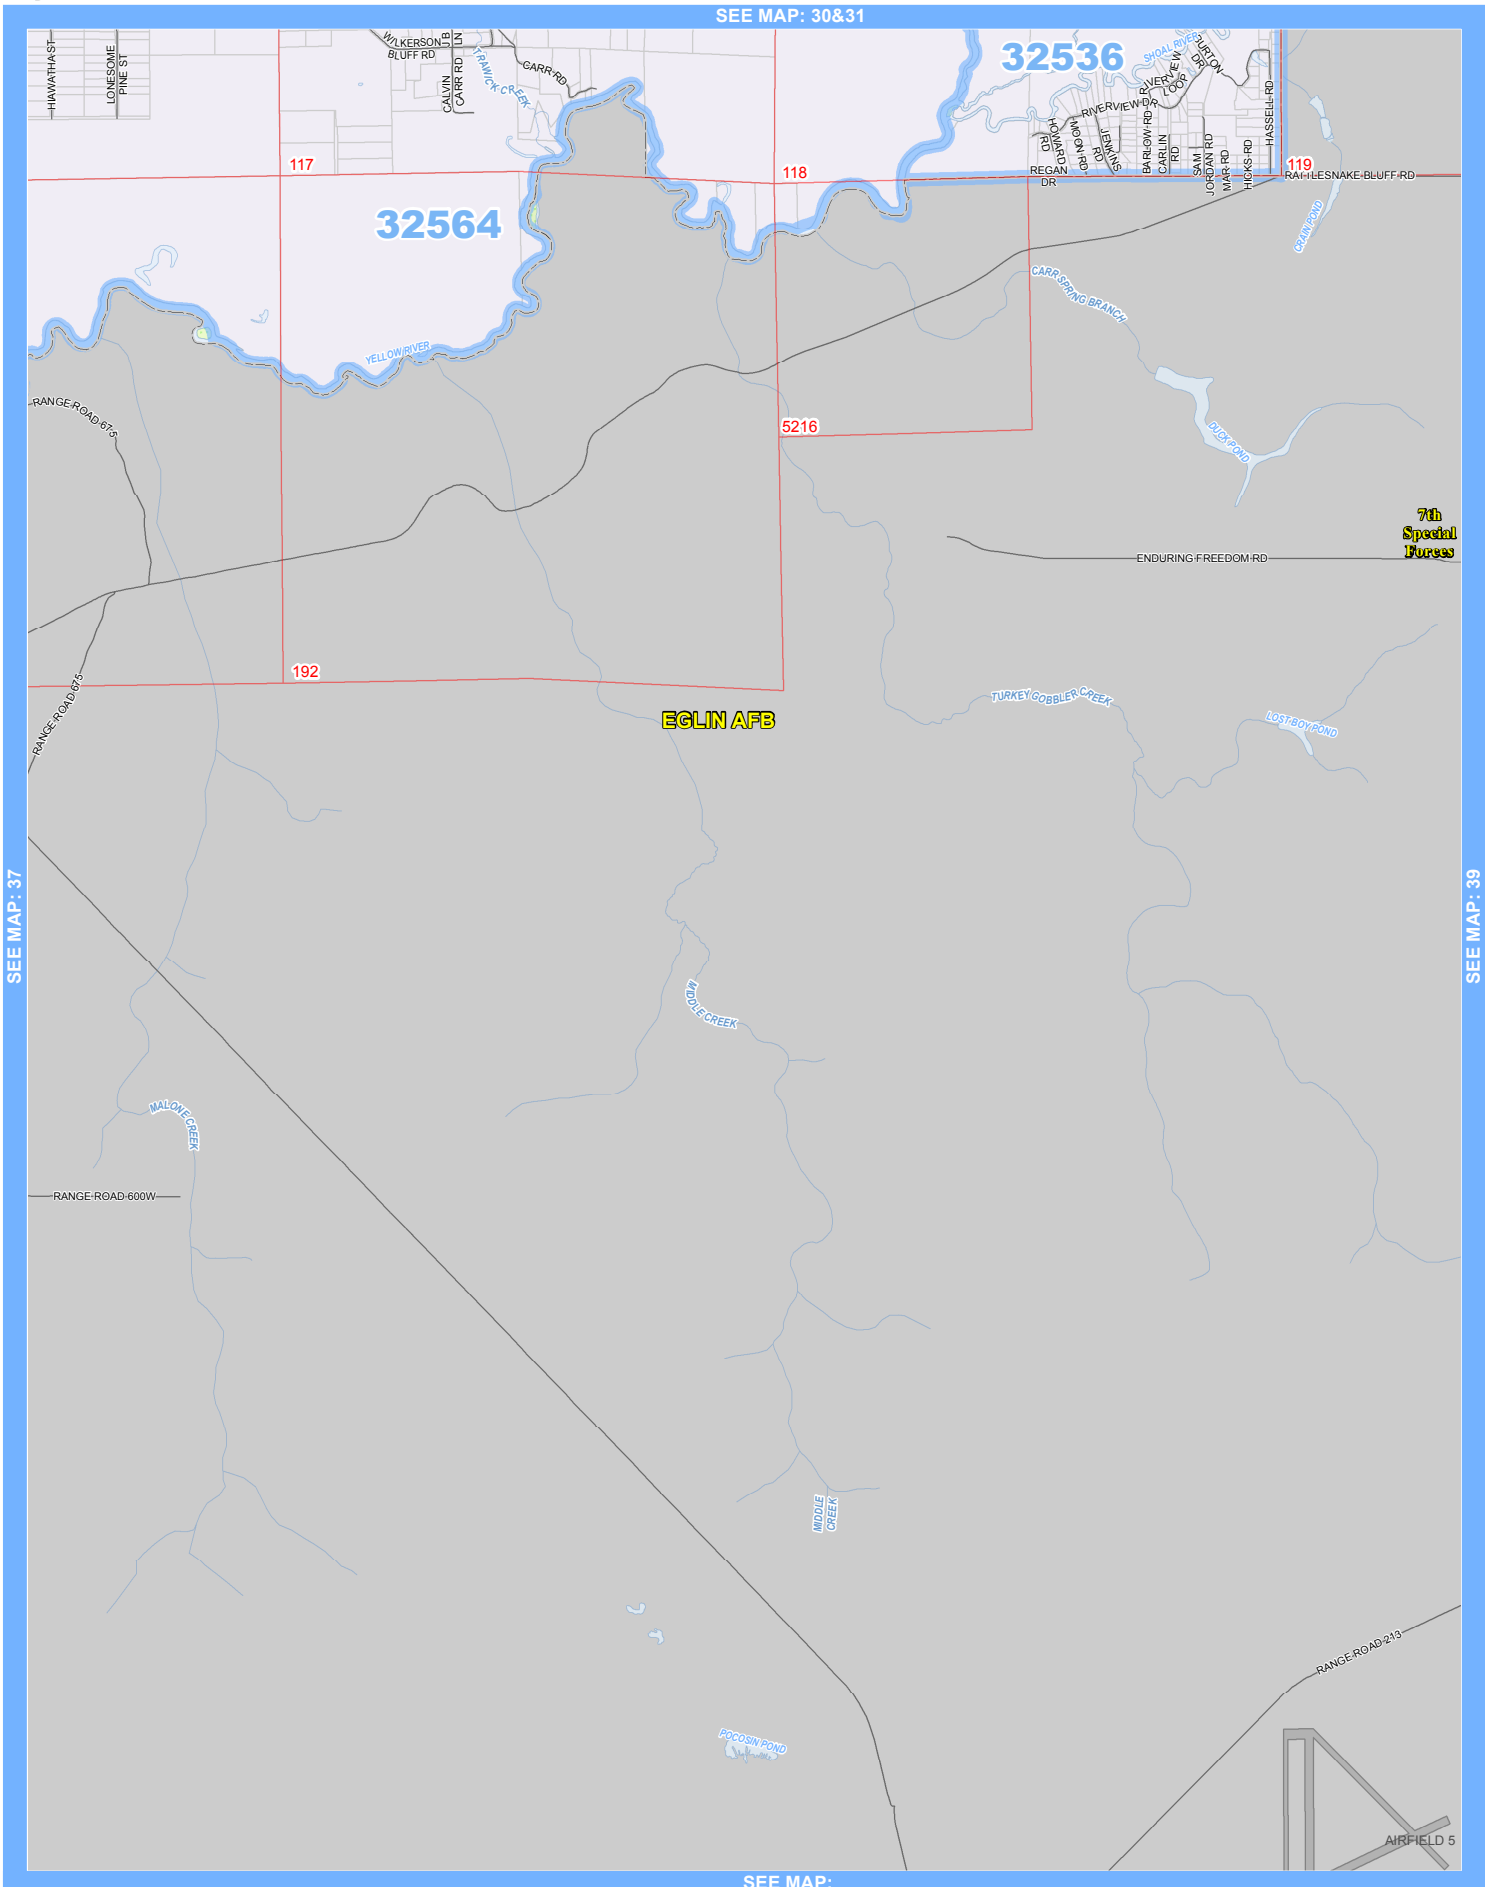 SEE MAP: 30&31
HIAWATHA ST
LONESOME
PINE ST
WILKERSON
BLUFF RD
CALVIN
J B
CARR RD
LN
TRAWICK CREEK
CARR RD
32536
SHOAL RIVER
BURTON
DR
RIVERVIEW
LOOP
RIVERVIEW DR
HOWARD
RD
MOON RD
JENKINS
RD
BARLOW RD
CARLIN
RD
SAM
JORDAN RD
MAR RD
HICKS RD
HASSELL RD
REGAN
DR
117
118
119
RATTLESNAKE BLUFF RD
32564
CRAIN POND
CARR SPRING BRANCH
YELLOW RIVER
RANGE ROAD 675
5216
DUCK POND
7th
Special
Forces
ENDURING FREEDOM RD
192
RANGE ROAD 675
EGLIN AFB
TURKEY GOBBLER CREEK
LOST BOY POND
SEE MAP: 37
SEE MAP: 39
MIDDLE CREEK
MALONE CREEK
RANGE ROAD 600W
MIDDLE
CREEK
RANGE ROAD 213
POCOSIN POND
AIRFIELD 5
SEE MAP: